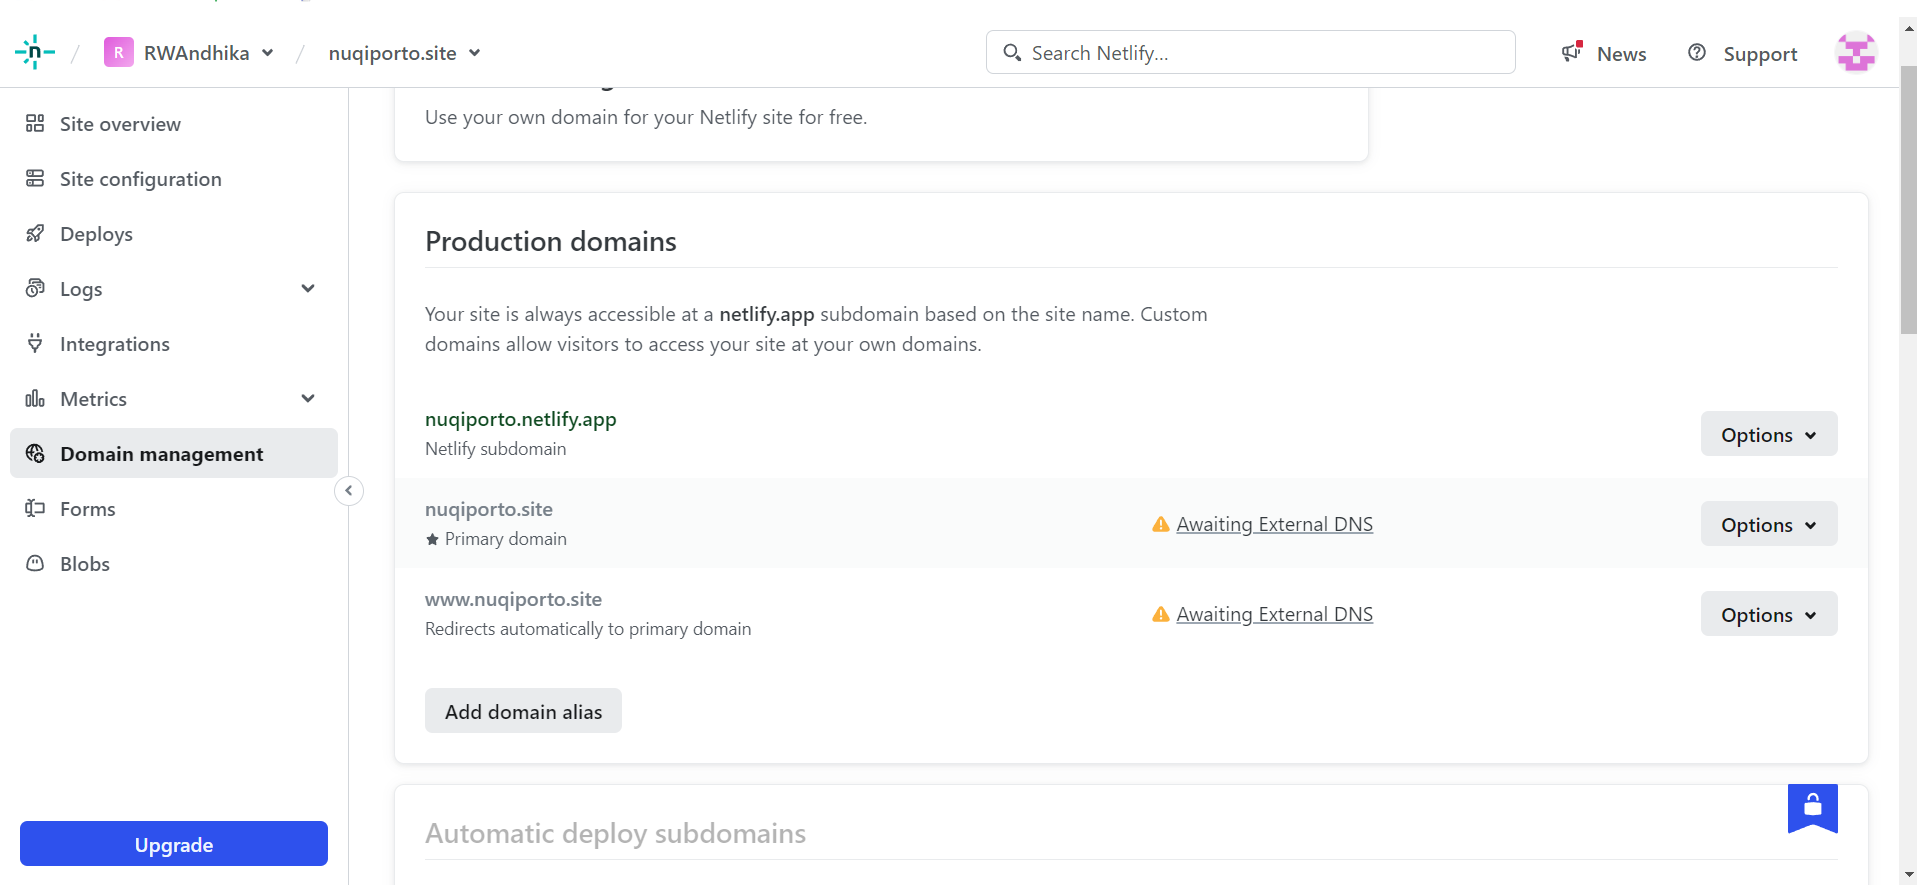 R RWAndhika / nuqiporto.site
Search Netlify...
News
Support
Site overview
Site configuration
Deploys
Logs
Integrations
Metrics
Domain management
Forms
Blobs
Upgrade
Use your own domain for your Netlify site for free.
Production domains
Your site is always accessible at a netlify.app subdomain based on the site name. Custom
domains allow visitors to access your site at your own domains.
nuqiporto.netlify.app
Netlify subdomain
Options
nuqiporto.site
Primary domain
Awaiting External DNS
Options
www.nuqiporto.site
Redirects automatically to primary domain
Awaiting External DNS
Options
Add domain alias
Automatic deploy subdomains